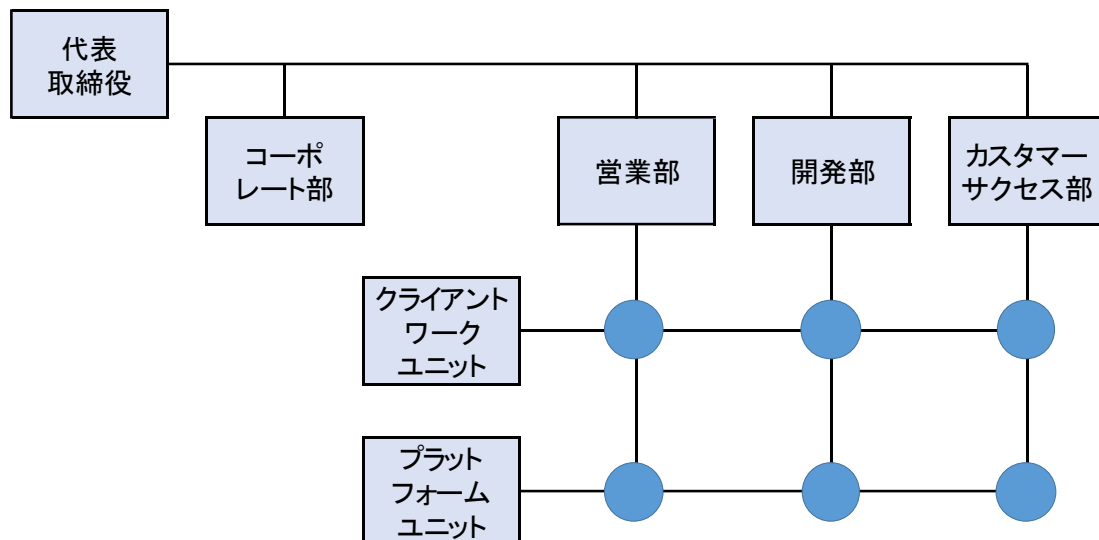 代表
取締役
コーポ
レート部
営業部
開発部
カスタマー
サクセス部
クライアント
ワーク
ユニット
プラット
フォーム
ユニット